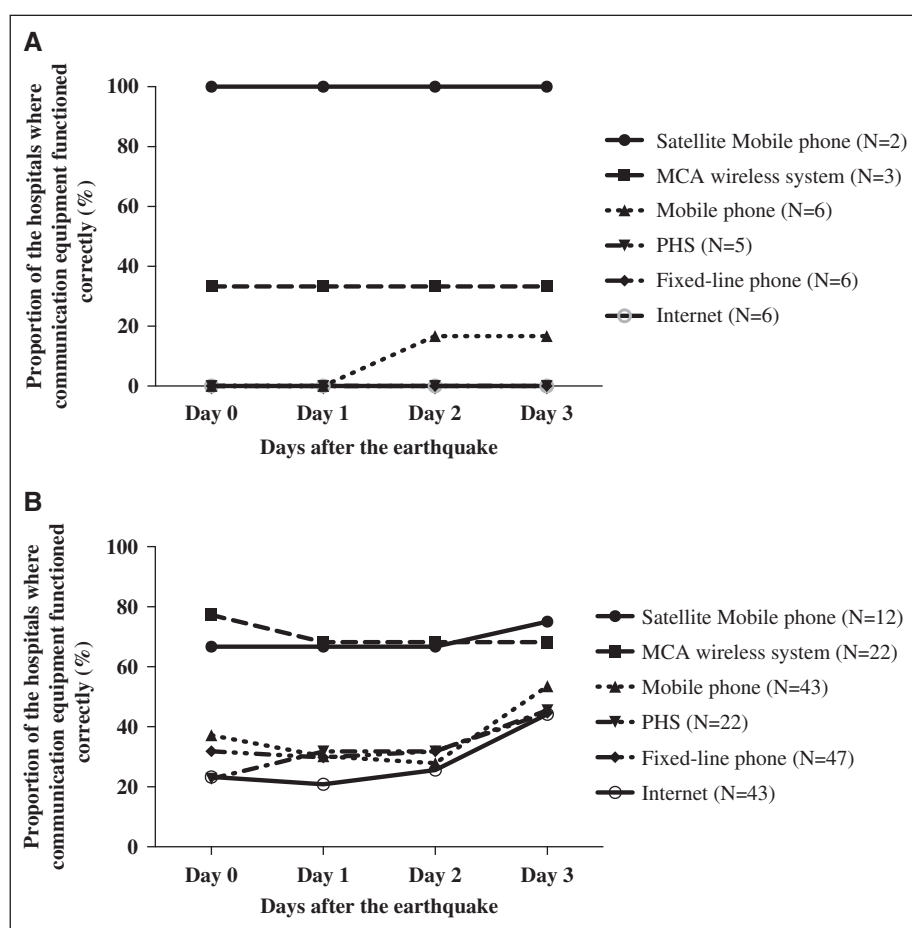 A
Proportion of the hospitals where
communication equipment functioned
correctly (%)
100
80
60
40
20
0
Day 0 Day 1 Day 2 Day 3
Days after the earthquake
Satellite Mobile phone (N=2)
MCA wireless system (N=3)
Mobile phone (N=6)
PHS (N=5)
Fixed-line phone (N=6)
Internet (N=6)
B
Proportion of the hospitals where
communication equipment functioned
correctly (%)
100
80
60
40
20
0
Day 0 Day 1 Day 2 Day 3
Days after the earthquake
Satellite Mobile phone (N=12)
MCA wireless system (N=22)
Mobile phone (N=43)
PHS (N=22)
Fixed-line phone (N=47)
Internet (N=43)